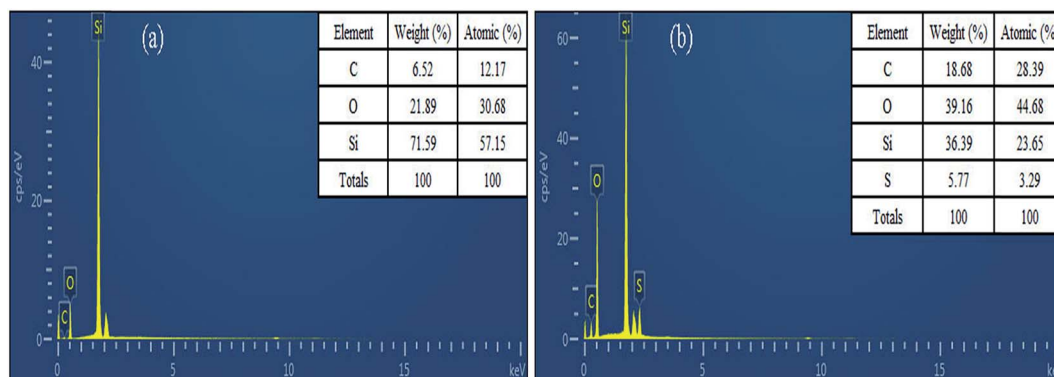 (a)
Si
O
C
cps/eV
40
20
0
0
5
10
15
keV
Element Weight (%) Atomic (%)
C 6.52 12.17
O 21.89 30.68
Si 71.59 57.15
Totals 100 100
(b)
Si
O
C
S
cps/eV
60
40
20
0
0
5
10
15
keV
Element Weight (%) Atomic (%)
C 18.68 28.39
O 39.16 44.68
Si 36.39 23.65
S 5.77 3.29
Totals 100 100